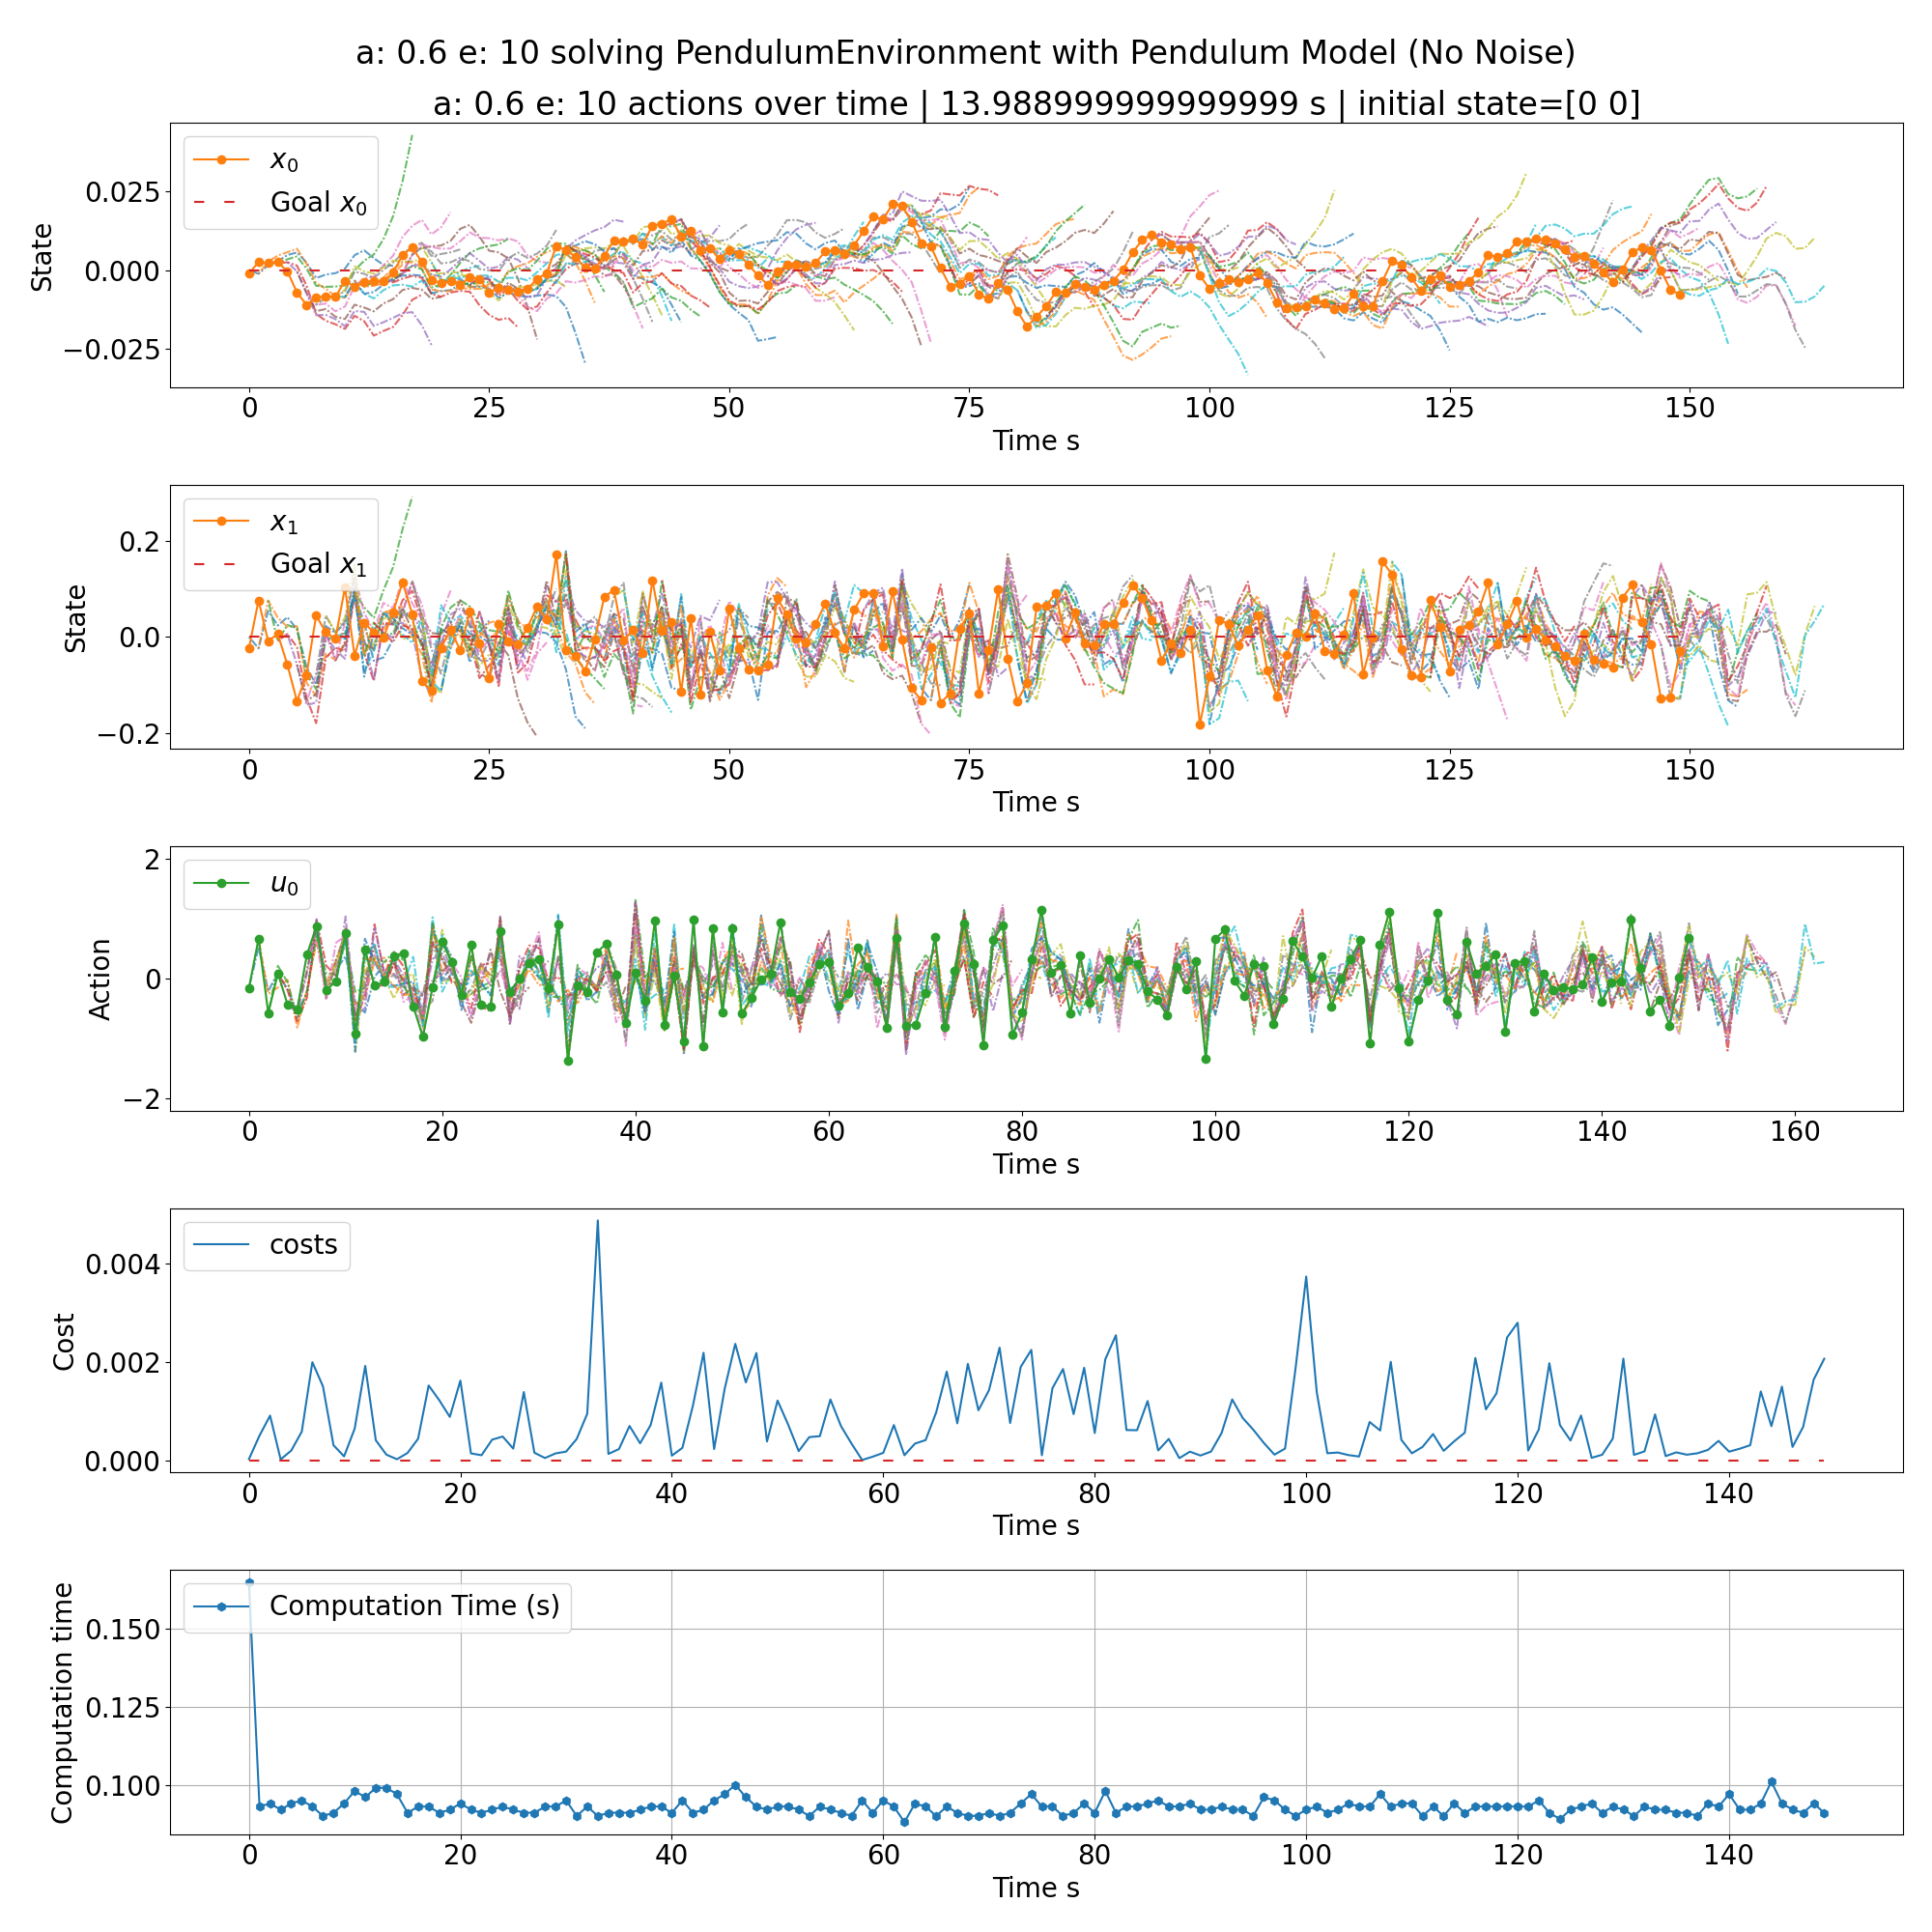 a: 0.6 e: 10 solving PendulumEnvironment with Pendulum Model (No Noise)
a: 0.6 e: 10 actions over time | 13.988999999999999 s | initial state=[0 0]
x₀
Goal x₀
State
0.025
0.000
−0.025
0 25 50 75 100 125 150
Time s
x₁
Goal x₁
State
0.2
0.0
−0.2
0 25 50 75 100 125 150
Time s
u₀
Action
2
0
−2
0 20 40 60 80 100 120 140 160
Time s
costs
Cost
0.004
0.002
0.000
0 20 40 60 80 100 120 140
Time s
Computation Time (s)
Computation time
0.150
0.125
0.100
0 20 40 60 80 100 120 140
Time s